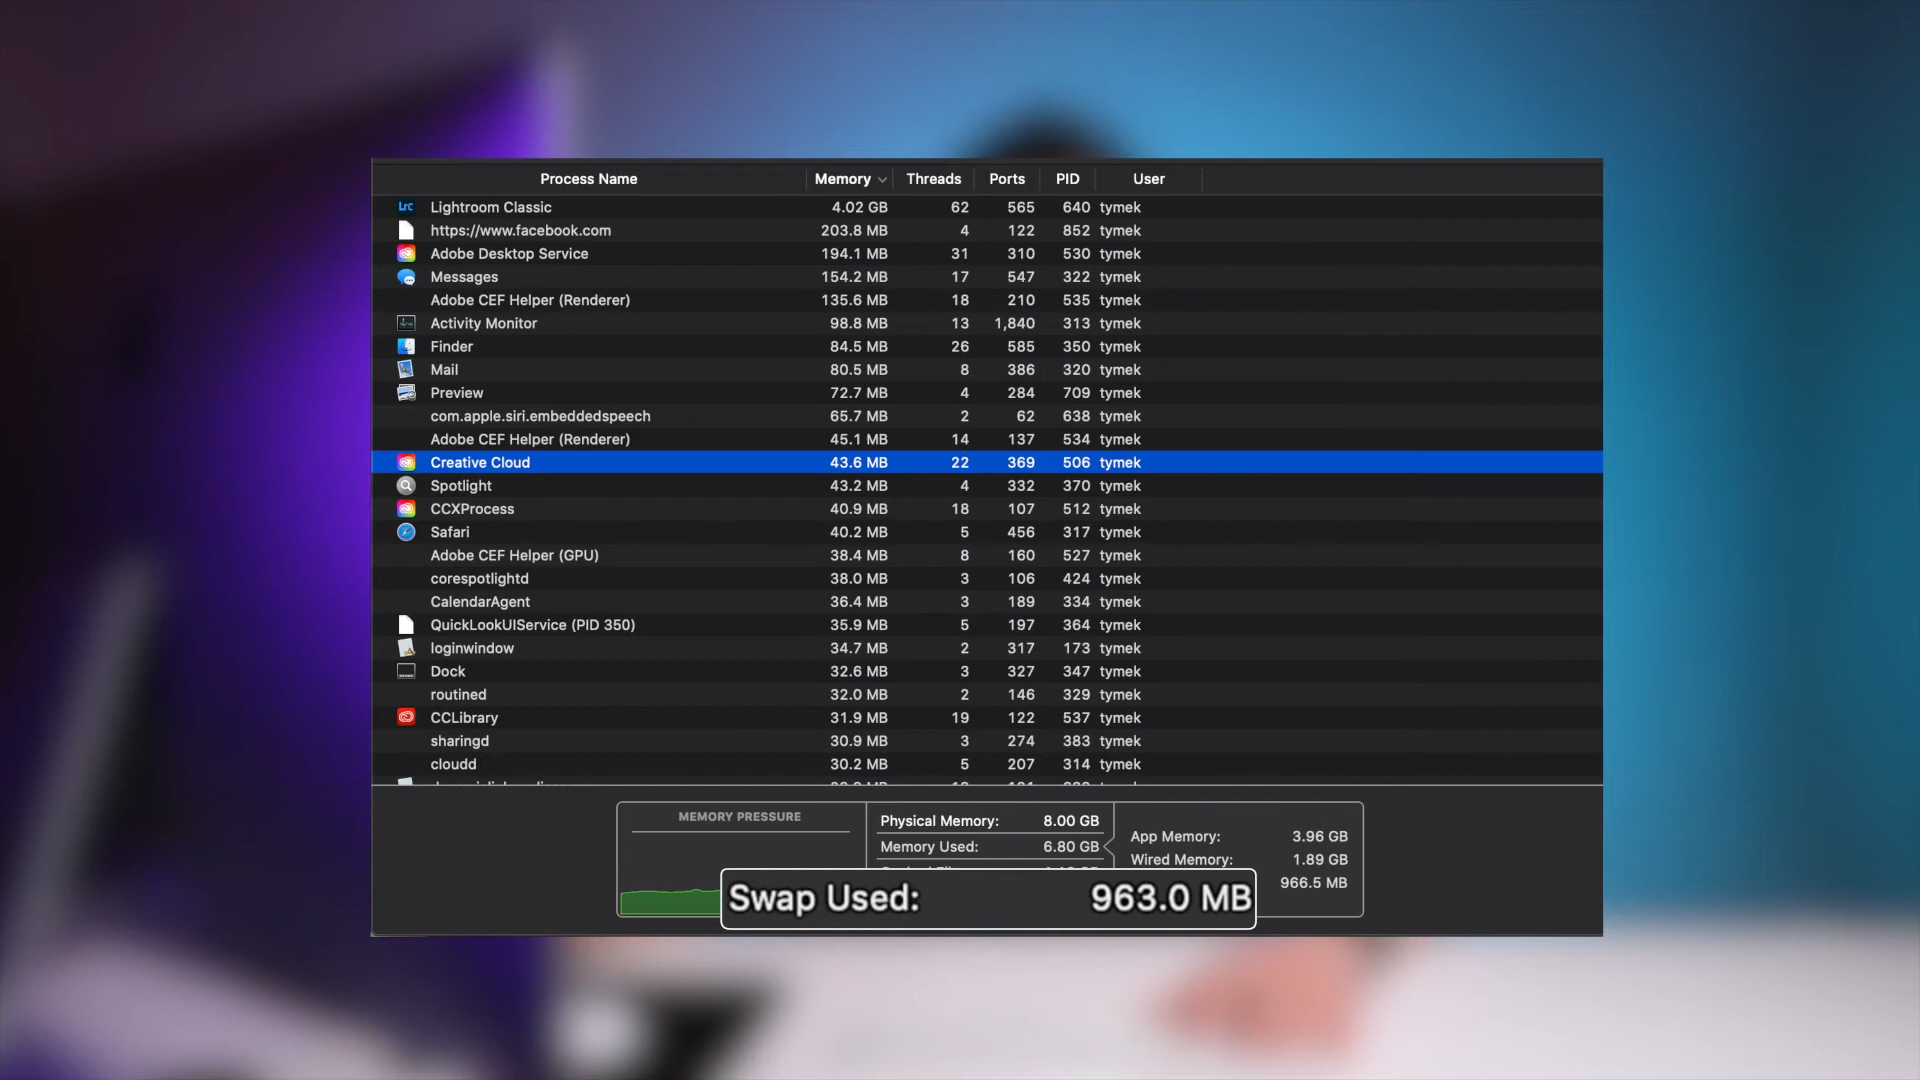 Process Name Memory Threads Ports PID User
Lrc Lightroom Classic 4.02 GB 62 565 640 tymek
https://www.facebook.com 203.8 MB 4 122 852 tymek
Adobe Desktop Service 194.1 MB 31 310 530 tymek
Messages 154.2 MB 17 547 322 tymek
Adobe CEF Helper (Renderer) 135.6 MB 18 210 535 tymek
Activity Monitor 98.8 MB 13 1,840 313 tymek
Finder 84.5 MB 26 585 350 tymek
Mail 80.5 MB 8 386 320 tymek
Preview 72.7 MB 4 284 709 tymek
com.apple.siri.embeddedspeech 65.7 MB 2 62 638 tymek
Adobe CEF Helper (Renderer) 45.1 MB 14 137 534 tymek
Creative Cloud 43.6 MB 22 369 506 tymek
Spotlight 43.2 MB 4 332 370 tymek
CCXProcess 40.9 MB 18 107 512 tymek
Safari 40.2 MB 5 456 317 tymek
Adobe CEF Helper (GPU) 38.4 MB 8 160 527 tymek
corespotlightd 38.0 MB 3 106 424 tymek
CalendarAgent 36.4 MB 3 189 334 tymek
QuickLookUIService (PID 350) 35.9 MB 5 197 364 tymek
loginwindow 34.7 MB 2 317 173 tymek
Dock 32.6 MB 3 327 347 tymek
routined 32.0 MB 2 146 329 tymek
CCLibrary 31.9 MB 19 122 537 tymek
sharingd 30.9 MB 3 274 383 tymek
cloudd 30.2 MB 5 207 314 tymek
MEMORY PRESSURE
Physical Memory: 8.00 GB
Memory Used: 6.80 GB
Swap Used: 963.0 MB
App Memory: 3.96 GB
Wired Memory: 1.89 GB
966.5 MB